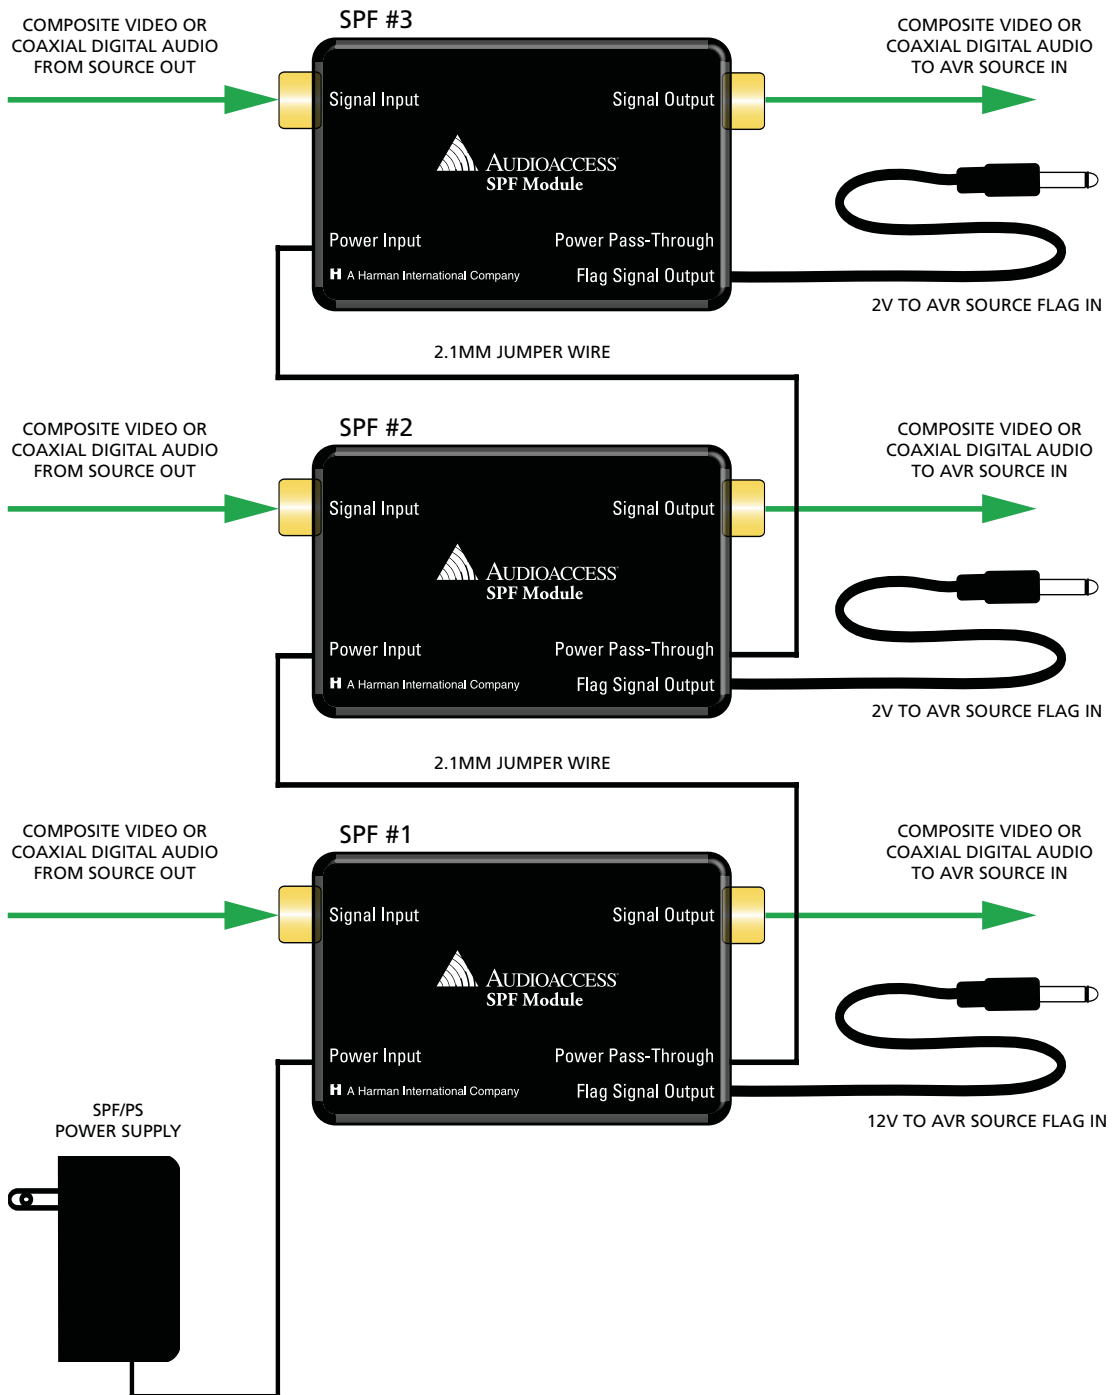 COMPOSITE VIDEO OR
COAXIAL DIGITAL AUDIO
FROM SOURCE OUT
SPF #3
COMPOSITE VIDEO OR
COAXIAL DIGITAL AUDIO
TO AVR SOURCE IN
Signal Input
Signal Output
AUDIOACCESS
SPF Module
Power Input
Power Pass-Through
H A Harman International Company
Flag Signal Output
2V TO AVR SOURCE FLAG IN
2.1MM JUMPER WIRE
COMPOSITE VIDEO OR
COAXIAL DIGITAL AUDIO
FROM SOURCE OUT
SPF #2
COMPOSITE VIDEO OR
COAXIAL DIGITAL AUDIO
TO AVR SOURCE IN
Signal Input
Signal Output
AUDIOACCESS
SPF Module
Power Input
Power Pass-Through
H A Harman International Company
Flag Signal Output
2V TO AVR SOURCE FLAG IN
2.1MM JUMPER WIRE
COMPOSITE VIDEO OR
COAXIAL DIGITAL AUDIO
FROM SOURCE OUT
SPF #1
COMPOSITE VIDEO OR
COAXIAL DIGITAL AUDIO
TO AVR SOURCE IN
Signal Input
Signal Output
AUDIOACCESS
SPF Module
Power Input
Power Pass-Through
H A Harman International Company
Flag Signal Output
12V TO AVR SOURCE FLAG IN
SPF/PS
POWER SUPPLY